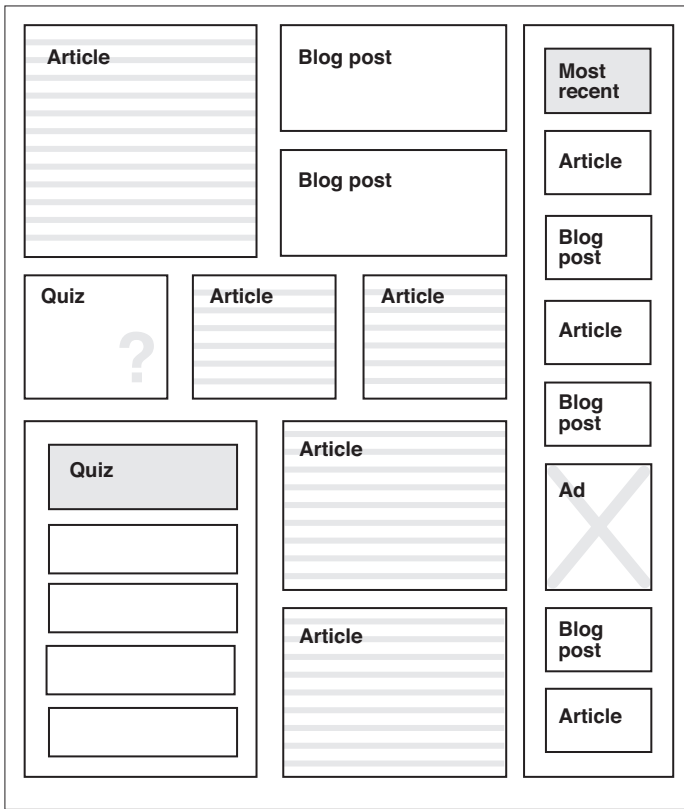 Article
Blog post
Blog post
Quiz
?
Article
Article
Quiz
Article
Article
Most
recent
Article
Blog
post
Article
Blog
post
Ad
Blog
post
Article